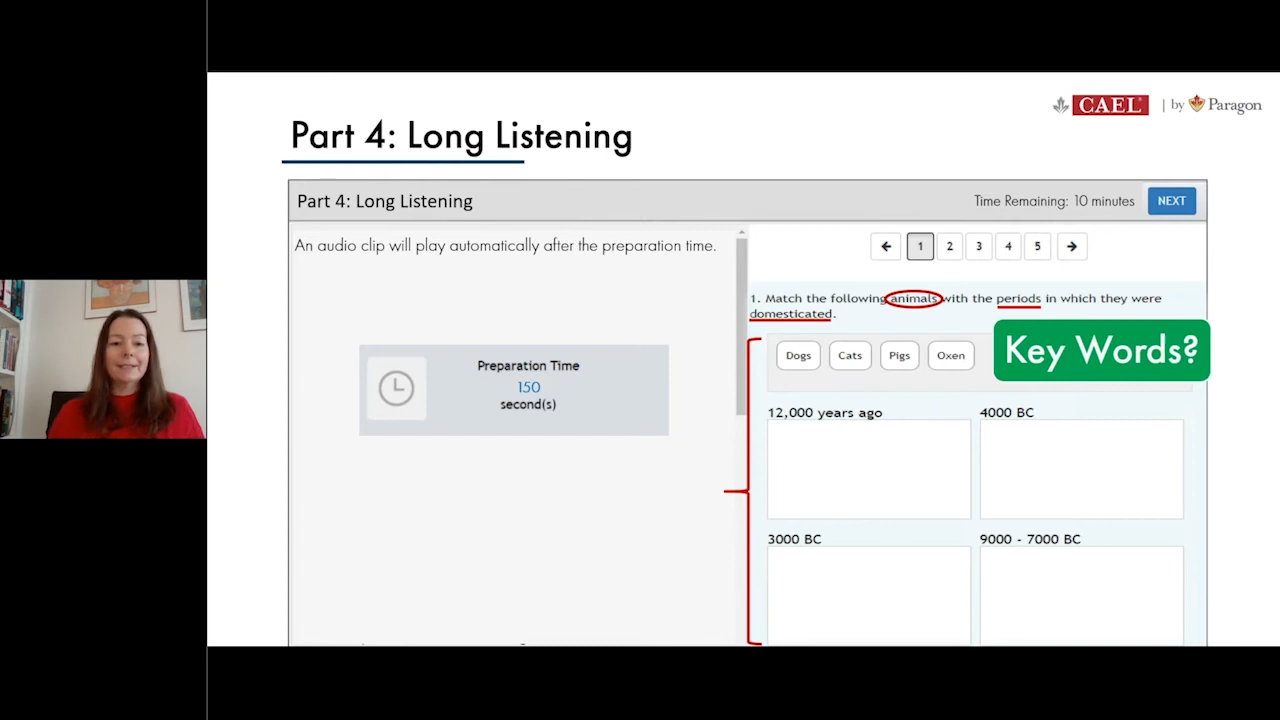 CAEL | by Paragon
Part 4: Long Listening
Part 4: Long Listening
Time Remaining: 10 minutes
NEXT
An audio clip will play automatically after the preparation time.
1 2 3 4 5
1. Match the following animals with the periods in which they were
domesticated.
Key Words?
Dogs Cats Pigs Oxen
Preparation Time
150
second(s)
12,000 years ago
4000 BC
3000 BC
9000 - 7000 BC